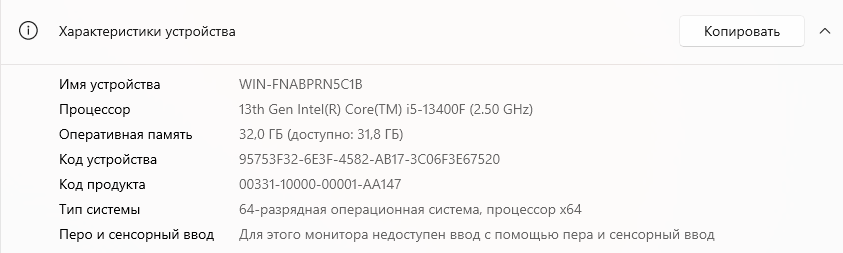 Характеристики устройства
Копировать
Имя устройства WIN-FNABPRN5C1B
Процессор 13th Gen Intel(R) Core(TM) i5-13400F (2.50 GHz)
Оперативная память 32,0 ГБ (доступно: 31,8 ГБ)
Код устройства 95753F32-6E3F-4582-AB17-3C06F3E67520
Код продукта 00331-10000-00001-AA147
Тип системы 64-разрядная операционная система, процессор x64
Перо и сенсорный ввод Для этого монитора недоступен ввод с помощью пера и сенсорный ввод